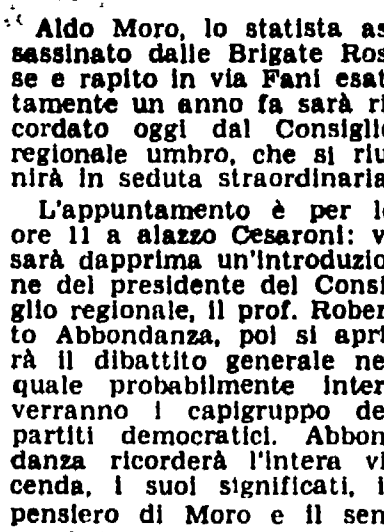 Aldo Moro, lo statista as
sassinato dalle Brigate Ros
se e rapito in via Fani esat
tamente un anno fa sarà ri
cordato oggi dal Consiglio
regionale umbro, che si riu
nirà in seduta straordinaria
L'appuntamento è per l
ore 11 a alazzo Cesaroni: v
sarà dapprima un'introduzio
ne del presidente del Consi
glio regionale, il prof. Rober
to Abbondanza, poi si apri
rà il dibattito generale ne
quale probabilmente inter
verranno i capigruppo de
partiti democratici. Abbon
danza ricorderà l'intera vi
cenda, i suoi significati, i
pensiero di Moro e il sen